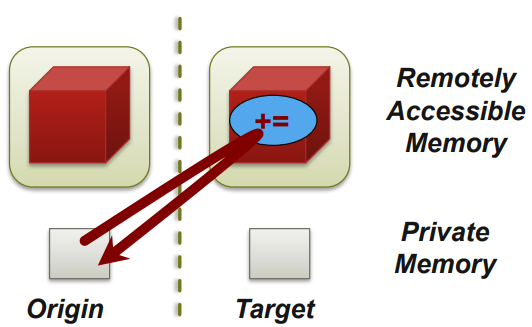 +=
Remotely
Accessible
Memory
Private
Memory
Origin
Target